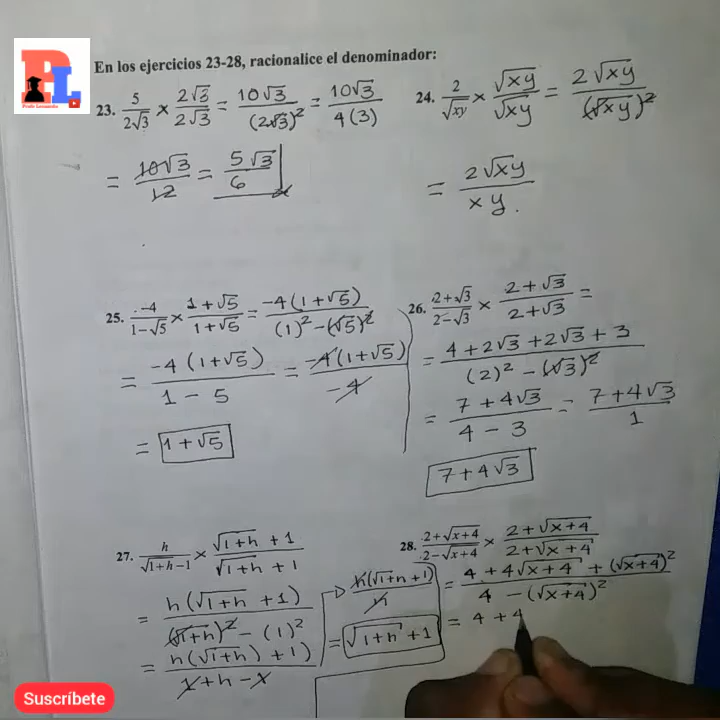 PL
En los ejercicios 23-28, racionalice el denominador:
23. 5/(2√3) × 2√3/(2√3) = 10√3/(2√3)² = 10√3/4(3)
= 10√3/12 = 5√3/6
24. 2/√xy × √xy/√xy = 2√xy/(√xy)²
= 2√xy/xy.
25. -4/(1-√5) × (1+√5)/(1+√5) = -4(1+√5)/((1)²-(√5)²)
= -4(1+√5)/(1-5) = -4(1+√5)/-4
= 1+√5
26. (2+√3)/(2-√3) × (2+√3)/(2+√3) =
= (4+2√3+2√3+3)/((2)²-(√3)²)
= (7+4√3)/(4-3) = (7+4√3)/1
7+4√3
27. h/(√(1+h)-1) × (√(1+h)+1)/(√(1+h)+1)
= h(√(1+h)+1)/((√(1+h))²-(1)²)
= h(√(1+h))+1)/(1+h-1)
h(√(1+h)+1)/h
= √(1+h)+1
28. (2+√(x+4))/(2-√(x+4)) × (2+√(x+4))/(2+√(x+4))
= (4+4√(x+4)+(√(x+4))²)/(4-(√(x+4))²)
= 4+4
Suscríbete